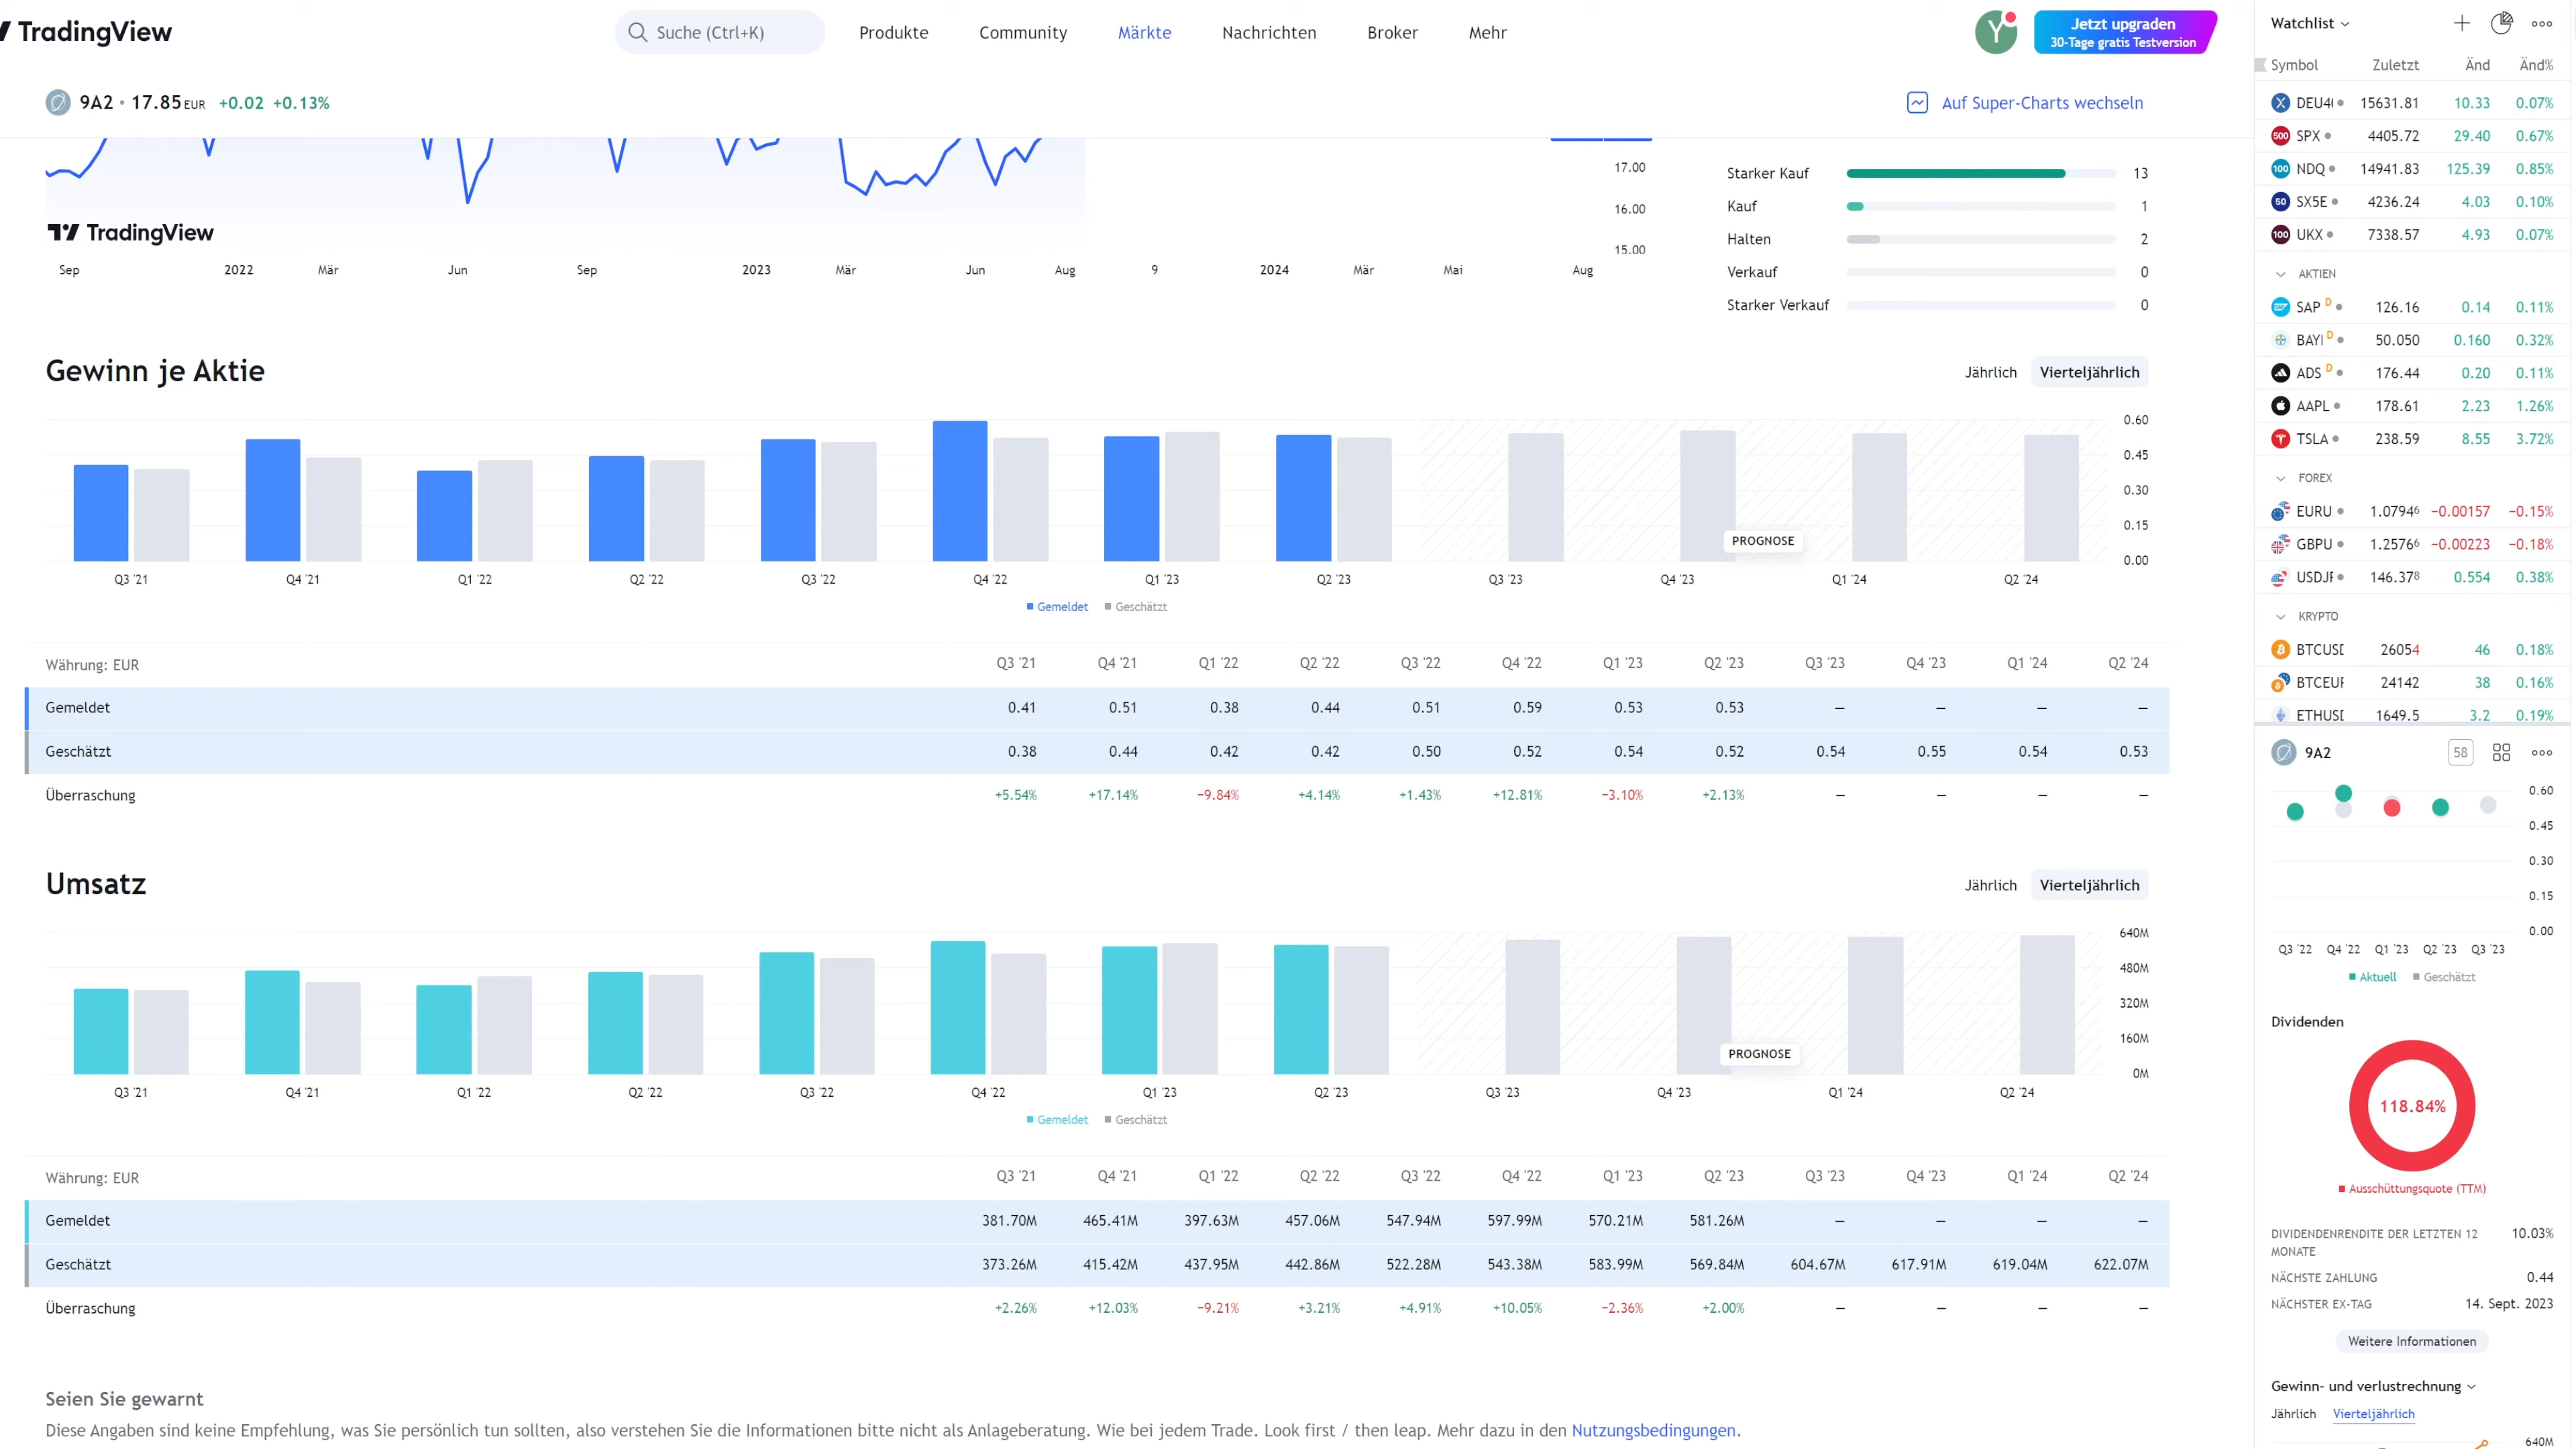 TradingView
Suche (Ctrl+K)
Produkte
Community
Märkte
Nachrichten
Broker
Mehr
Y
Jetzt upgraden
30-Tage gratis Testversion
9A2 • 17.85 EUR +0.02 +0.13%
Auf Super-Charts wechseln
17.00
16.00
15.00
TradingView
Sep 2022 Mär Jun Sep 2023 Mär Jun Aug 9 2024 Mär Mai Aug
Starker Kauf 13
Kauf 1
Halten 2
Verkauf 0
Starker Verkauf 0
Gewinn je Aktie
Jährlich Vierteljährlich
0.60
0.45
0.30
0.15
0.00
PROGNOSE
Q3 '21 Q4 '21 Q1 '22 Q2 '22 Q3 '22 Q4 '22 Q1 '23 Q2 '23 Q3 '23 Q4 '23 Q1 '24 Q2 '24
Gemeldet Geschätzt
Währung: EUR Q3 '21 Q4 '21 Q1 '22 Q2 '22 Q3 '22 Q4 '22 Q1 '23 Q2 '23 Q3 '23 Q4 '23 Q1 '24 Q2 '24
Gemeldet 0.41 0.51 0.38 0.44 0.51 0.59 0.53 0.53 — — — —
Geschätzt 0.38 0.44 0.42 0.42 0.50 0.52 0.54 0.52 0.54 0.55 0.54 0.53
Überraschung +5.54% +17.14% −9.84% +4.14% +1.43% +12.81% −3.10% +2.13% — — — —
Umsatz
Jährlich Vierteljährlich
640M
480M
320M
160M
0M
PROGNOSE
Q3 '21 Q4 '21 Q1 '22 Q2 '22 Q3 '22 Q4 '22 Q1 '23 Q2 '23 Q3 '23 Q4 '23 Q1 '24 Q2 '24
Gemeldet Geschätzt
Währung: EUR Q3 '21 Q4 '21 Q1 '22 Q2 '22 Q3 '22 Q4 '22 Q1 '23 Q2 '23 Q3 '23 Q4 '23 Q1 '24 Q2 '24
Gemeldet 381.70M 465.41M 397.63M 457.06M 547.94M 597.99M 570.21M 581.26M — — — —
Geschätzt 373.26M 415.42M 437.95M 442.86M 522.28M 543.38M 583.99M 569.84M 604.67M 617.91M 619.04M 622.07M
Überraschung +2.26% +12.03% −9.21% +3.21% +4.91% +10.05% −2.36% +2.00% — — — —
Seien Sie gewarnt
Diese Angaben sind keine Empfehlung, was Sie persönlich tun sollten, also verstehen Sie die Informationen bitte nicht als Anlageberatung. Wie bei jedem Trade. Look first / then leap. Mehr dazu in den Nutzungsbedingungen.
Watchlist
Symbol Zuletzt Änd Änd%
DEU4 15631.81 10.33 0.07%
500 SPX 4405.72 29.40 0.67%
100 NDQ 14941.83 125.39 0.85%
50 SX5E 4236.24 4.03 0.10%
100 UKX 7338.57 4.93 0.07%
AKTIEN
SAP D 126.16 0.14 0.11%
BAY D 50.050 0.160 0.32%
ADS D 176.44 0.20 0.11%
AAPL 178.61 2.23 1.26%
TSLA 238.59 8.55 3.72%
FOREX
EURU 1.07946 −0.00157 −0.15%
GBPU 1.25766 −0.00223 −0.18%
USDJ 146.378 0.554 0.38%
KRYPTO
BTCUSD 26054 46 0.18%
BTCEUR 24142 38 0.16%
ETHUSD 1649.5 3.2 0.19%
9A2 58
0.60
0.45
0.30
0.15
0.00
Q3 '22 Q4 '22 Q1 '23 Q2 '23 Q3 '23
Aktuell Geschätzt
Dividenden
118.84%
Ausschüttungsquote (TTM)
DIVIDENDENRENDITE DER LETZTEN 12 10.03%
MONATE
NÄCHSTE ZAHLUNG 0.44
NÄCHSTER EX-TAG 14. Sept. 2023
Weitere Informationen
Gewinn- und verlustrechnung
Jährlich Vierteljährlich
640M